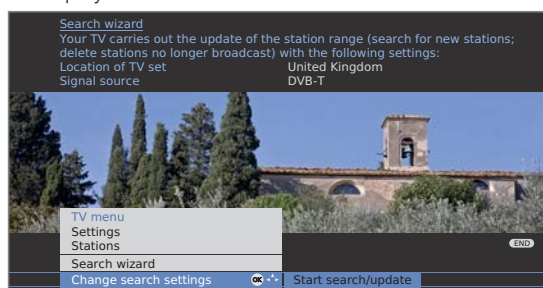 Search wizard
Your TV carries out the update of the station range (search for new stations;
delete stations no longer broadcast) with the following settings:
Location of TV set United Kingdom
Signal source DVB-T
TV menu
Settings
Stations
END
Search wizard
Change search settings OK Start search/update